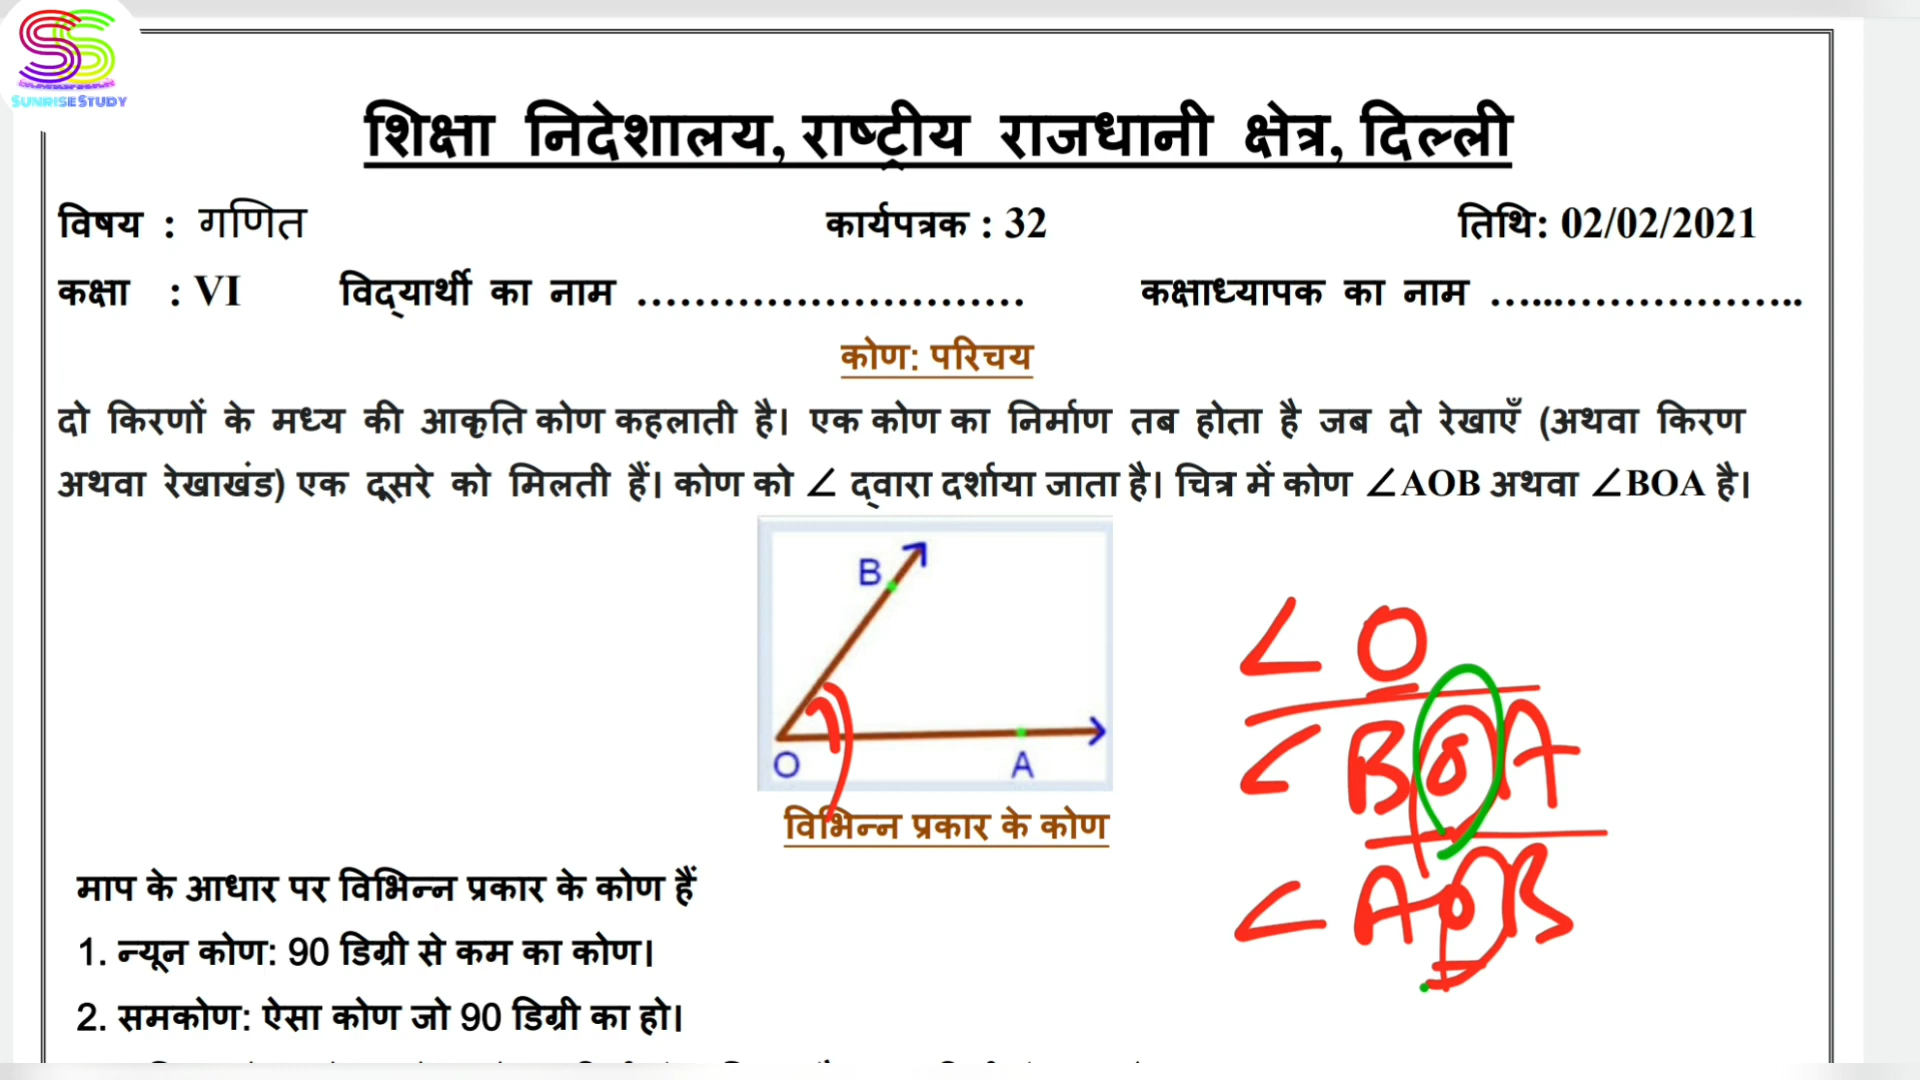 SS
SUNRISE STUDY
शिक्षा निदेशालय, राष्ट्रीय राजधानी क्षेत्र, दिल्ली
विषय : गणित कार्यपत्रक : 32 तिथि: 02/02/2021
कक्षा : VI विद्यार्थी का नाम ........................... कक्षाध्यापक का नाम ......................
कोण: परिचय
दो किरणों के मध्य की आकृति कोण कहलाती है। एक कोण का निर्माण तब होता है जब दो रेखाएँ (अथवा किरण
अथवा रेखाखंड) एक दूसरे को मिलती हैं। कोण को ∠ द्वारा दर्शाया जाता है। चित्र में कोण ∠AOB अथवा ∠BOA है।
B
O A
∠O
∠BOA
∠AOB
विभिन्न प्रकार के कोण
माप के आधार पर विभिन्न प्रकार के कोण हैं
1. न्यून कोण: 90 डिग्री से कम का कोण।
2. समकोण: ऐसा कोण जो 90 डिग्री का हो।